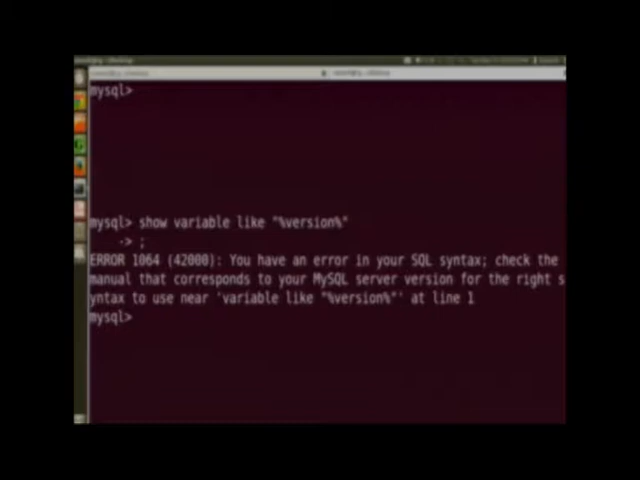 mysql>
mysql> show variable like "%version%"
-> ;
ERROR 1064 (42000): You have an error in your SQL syntax; check the
manual that corresponds to your MySQL server version for the right s
yntax to use near 'variable like "%version%"' at line 1
mysql>